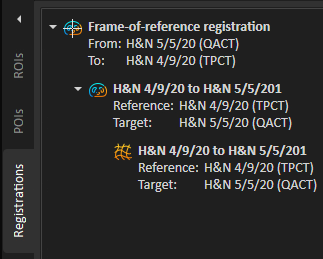 ROIs
POIs
Registrations
Frame-of-reference registration
From: H&N 5/5/20 (QACT)
To: H&N 4/9/20 (TPCT)
H&N 4/9/20 to H&N 5/5/201
Reference: H&N 4/9/20 (TPCT)
Target: H&N 5/5/20 (QACT)
H&N 4/9/20 to H&N 5/5/201
Reference: H&N 4/9/20 (TPCT)
Target: H&N 5/5/20 (QACT)